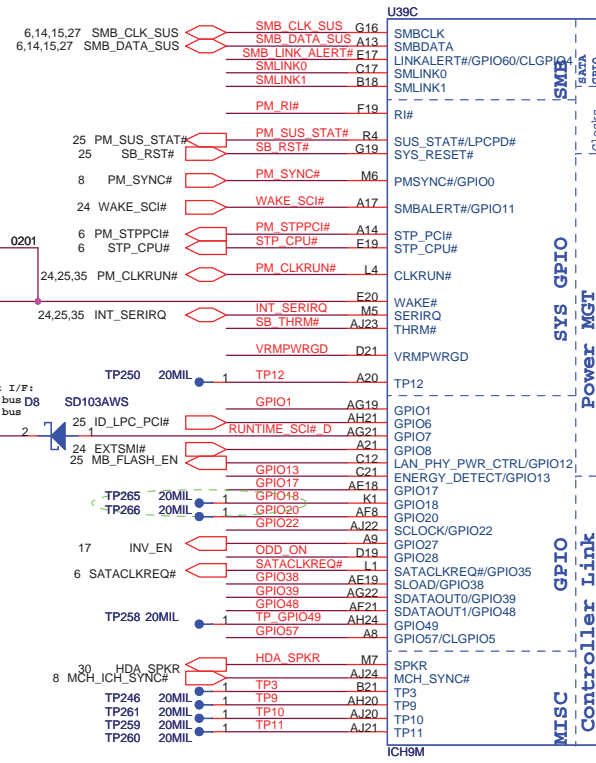 U39C
6,14,15,27 SMB_CLK_SUS SMB_CLK_SUS G16 SMBCLK
6,14,15,27 SMB_DATA_SUS SMB_DATA_SUS A13 SMBDATA
SMB_LINK_ALERT# E17 LINKALERT#/GPIO60/CLGPIO4
SMLINK0 C17 SMLINK0
SMLINK1 B18 SMLINK1
SMB
SATA
GPIO
PM_RI# F19 RI#
25 PM_SUS_STAT# PM_SUS_STAT# R4 SUS_STAT#/LPCPD#
25 SB_RST# SB_RST# G19 SYS_RESET#
Clocks
8 PM_SYNC# PM_SYNC# M6 PMSYNC#/GPIO0
24 WAKE_SCI# WAKE_SCI# A17 SMBALERT#/GPIO11
6 PM_STPPCI# PM_STPPCI# A14 STP_PCI#
6 STP_CPU# STP_CPU# E19 STP_CPU#
0201
24,25,35 PM_CLKRUN# PM_CLKRUN# L4 CLKRUN#
E20 WAKE#
24,25,35 INT_SERIRQ INT_SERIRQ M5 SERIRQ
SB_THRM# AJ23 THRM#
SYS GPIO
Power MGT
VRMPWRGD D21 VRMPWRGD
TP250 20MIL 1 TP12 A20 TP12
I/F:
bus D8 SD103AWS
bus
GPIO1 AG19 GPIO1
25 ID_LPC_PCI# AH21 GPIO6
2 1 RUNTIME_SCI#_D AG21 GPIO7
24 EXTSMI# A21 GPIO8
25 MB_FLASH_EN C12 LAN_PHY_PWR_CTRL/GPIO12
GPIO13 C21 ENERGY_DETECT/GPIO13
GPIO17 AE18 GPIO17
TP265 20MIL 1 GPIO18 K1 GPIO18
TP266 20MIL 1 GPIO20 AF8 GPIO20
GPIO22 AJ22 SCLOCK/GPIO22
17 INV_EN A9 GPIO27
ODD_ON D19 GPIO28
6 SATACLKREQ# SATACLKREQ# L1 SATACLKREQ#/GPIO35
GPIO38 AE19 SLOAD/GPIO38
GPIO39 AG22 SDATAOUT0/GPIO39
GPIO48 AF21 SDATAOUT1/GPIO48
TP258 20MIL 1 TP_GPIO49 AH24 GPIO49
GPIO57 A8 GPIO57/CLGPIO5
GPIO
Controller Link
30 HDA_SPKR HDA_SPKR M7 SPKR
8 MCH_ICH_SYNC# AJ24 MCH_SYNC#
TP246 20MIL 1 TP3 B21 TP3
TP261 20MIL 1 TP9 AH20 TP9
TP259 20MIL 1 TP10 AJ20 TP10
TP260 20MIL 1 TP11 AJ21 TP11
MISC
ICH9M